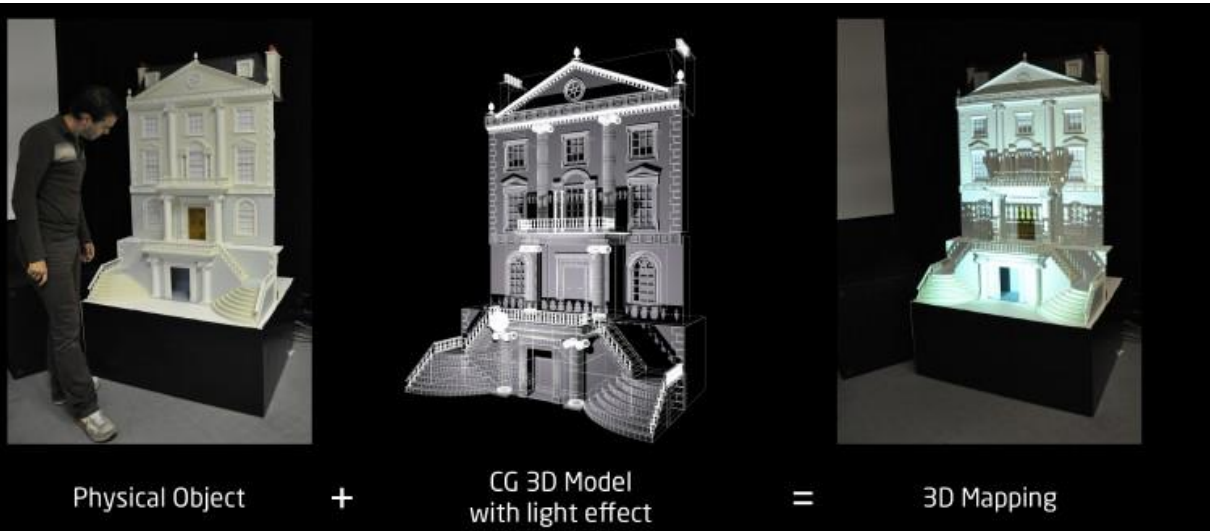 Physical Object
+
CG 3D Model
with light effect
=
3D Mapping